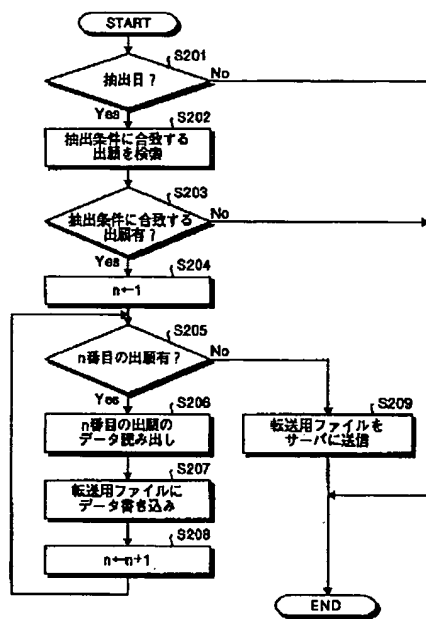 START
S201
抽出日？
No
Yes
S202
抽出条件に合致する
出願を検索
S203
抽出条件に合致する
出願有？
No
Yes
S204
n←1
S205
n番目の出願有？
No
Yes
S206
n番目の出願の
データ読み出し
S207
転送用ファイルに
データ書き込み
S208
n←n+1
S209
転送用ファイルを
サーバに送信
END